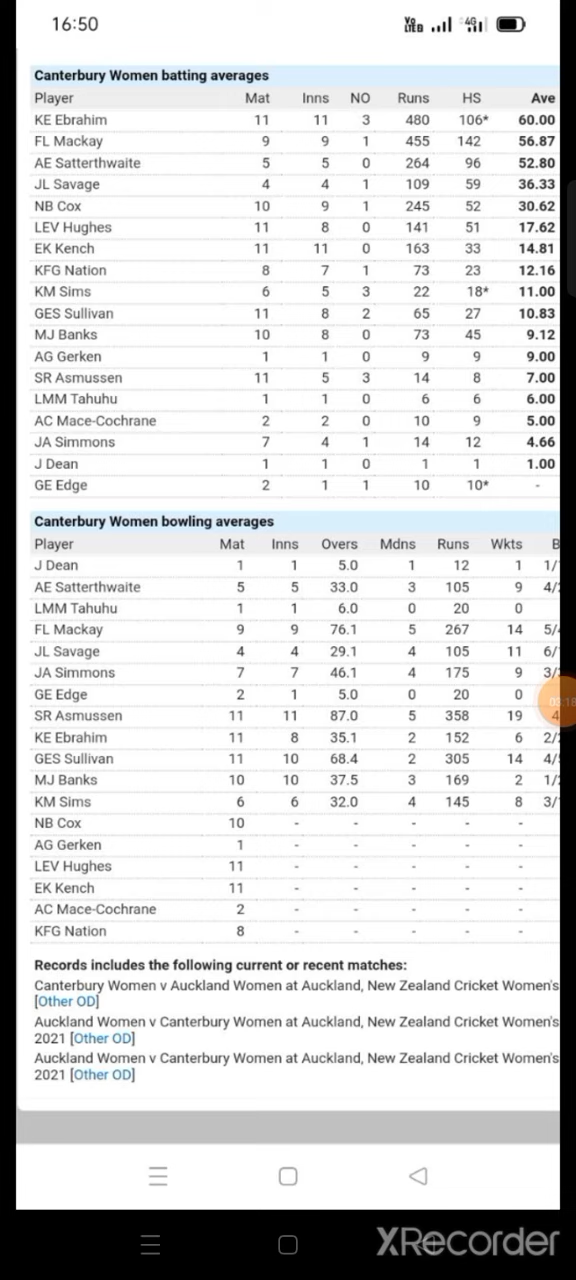 16:50
Vo LTED 4G
Canterbury Women batting averages
Player Mat Inns NO Runs HS Ave
KE Ebrahim 11 11 3 480 106* 60.00
FL Mackay 9 9 1 455 142 56.87
AE Satterthwaite 5 5 0 264 96 52.80
JL Savage 4 4 1 109 59 36.33
NB Cox 10 9 1 245 52 30.62
LEV Hughes 11 8 0 141 51 17.62
EK Kench 11 11 0 163 33 14.81
KFG Nation 8 7 1 73 23 12.16
KM Sims 6 5 3 22 18* 11.00
GES Sullivan 11 8 2 65 27 10.83
MJ Banks 10 8 0 73 45 9.12
AG Gerken 1 1 0 9 9 9.00
SR Asmussen 11 5 3 14 8 7.00
LMM Tahuhu 1 1 0 6 6 6.00
AC Mace-Cochrane 2 2 0 10 9 5.00
JA Simmons 7 4 1 14 12 4.66
J Dean 1 1 0 1 1 1.00
GE Edge 2 1 1 10 10* -
Canterbury Women bowling averages
Player Mat Inns Overs Mdns Runs Wkts B
J Dean 1 1 5.0 1 12 1 1/
AE Satterthwaite 5 5 33.0 3 105 9 4/
LMM Tahuhu 1 1 6.0 0 20 0
FL Mackay 9 9 76.1 5 267 14 5/
JL Savage 4 4 29.1 4 105 11 6/
JA Simmons 7 7 46.1 4 175 9 3/
GE Edge 2 1 5.0 0 20 0
03:18
SR Asmussen 11 11 87.0 5 358 19 4
KE Ebrahim 11 8 35.1 2 152 6 2/
GES Sullivan 11 10 68.4 2 305 14 4/
MJ Banks 10 10 37.5 3 169 2 1/
KM Sims 6 6 32.0 4 145 8 3/
NB Cox 10 - - - - -
AG Gerken 1 - - - - -
LEV Hughes 11 - - - - -
EK Kench 11 - - - - -
AC Mace-Cochrane 2 - - - - -
KFG Nation 8 - - - - -
Records includes the following current or recent matches:
Canterbury Women v Auckland Women at Auckland, New Zealand Cricket Women's
[Other OD]
Auckland Women v Canterbury Women at Auckland, New Zealand Cricket Women's
2021 [Other OD]
Auckland Women v Canterbury Women at Auckland, New Zealand Cricket Women's
2021 [Other OD]
XRecorder